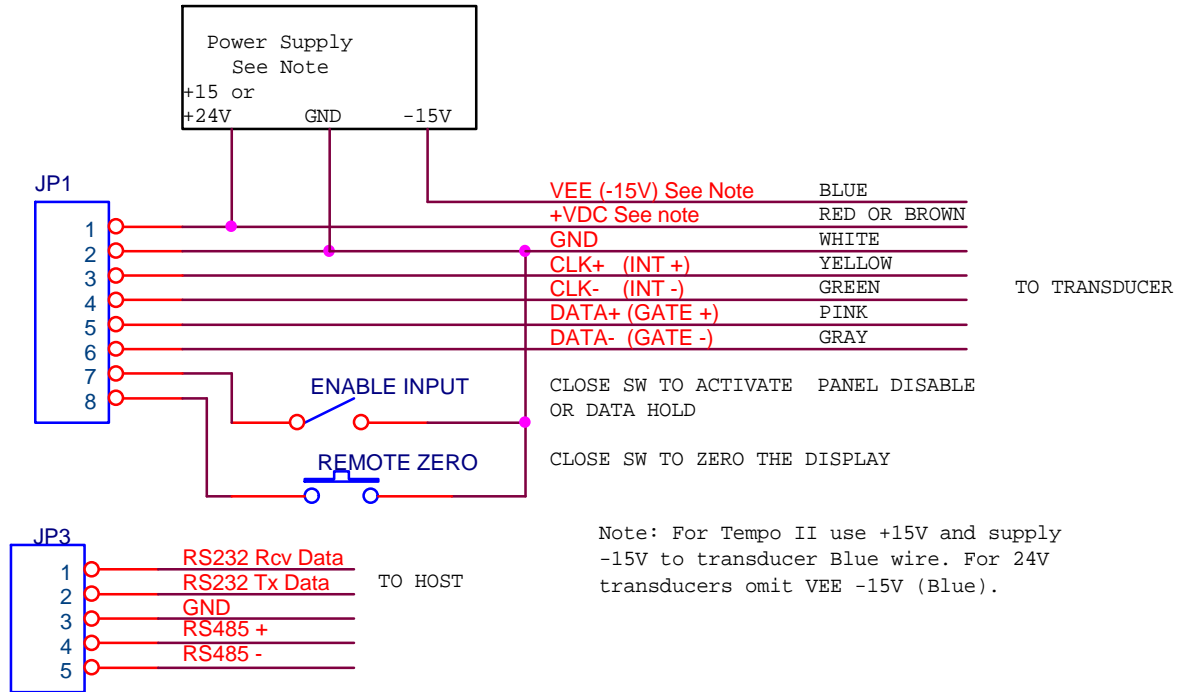 Power Supply
See Note
+15 or
+24V GND -15V
JP1
1
2
3
4
5
6
7
8
VEE (-15V) See Note BLUE
+VDC See note RED OR BROWN
GND WHITE
CLK+ (INT +) YELLOW
CLK- (INT -) GREEN
DATA+ (GATE +) PINK
DATA- (GATE -) GRAY
TO TRANSDUCER
ENABLE INPUT
CLOSE SW TO ACTIVATE PANEL DISABLE
OR DATA HOLD
REMOTE ZERO
CLOSE SW TO ZERO THE DISPLAY
JP3
1
2
3
4
5
RS232 Rcv Data
RS232 Tx Data
GND
RS485 +
RS485 -
TO HOST
Note: For Tempo II use +15V and supply
-15V to transducer Blue wire. For 24V
transducers omit VEE -15V (Blue).